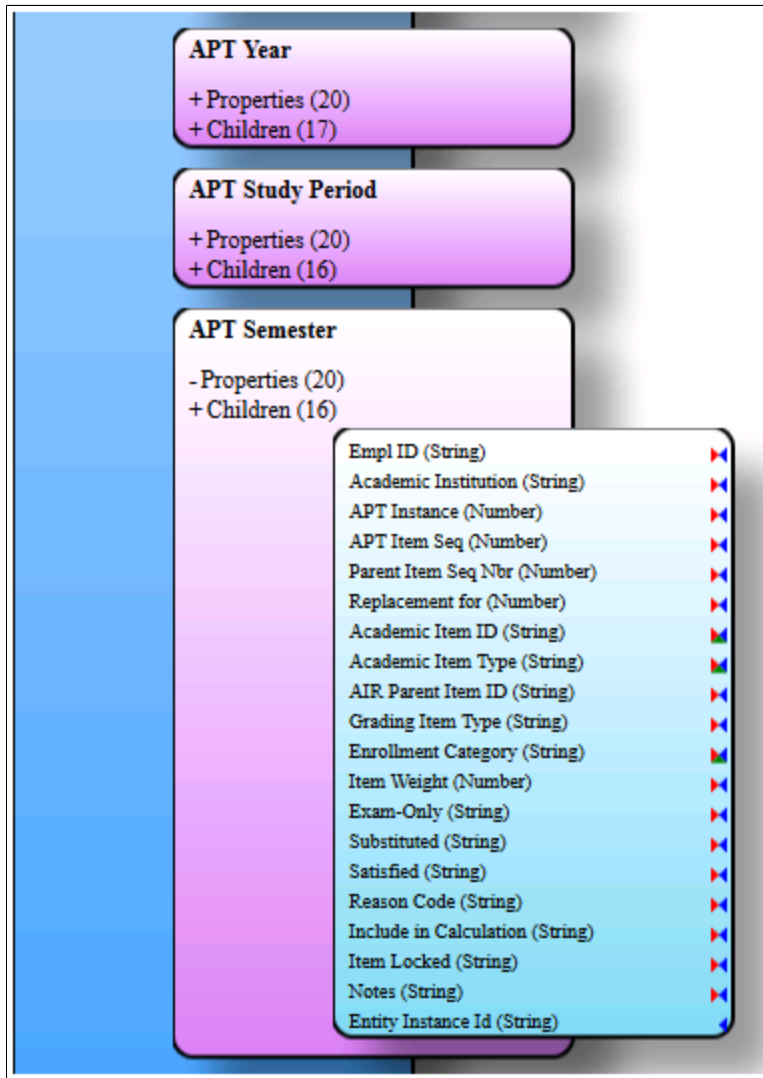 APT Year
+ Properties (20)
+ Children (17)
APT Study Period
+ Properties (20)
+ Children (16)
APT Semester
- Properties (20)
+ Children (16)
Empl ID (String)
Academic Institution (String)
APT Instance (Number)
APT Item Seq (Number)
Parent Item Seq Nbr (Number)
Replacement for (Number)
Academic Item ID (String)
Academic Item Type (String)
AIR Parent Item ID (String)
Grading Item Type (String)
Enrollment Category (String)
Item Weight (Number)
Exam-Only (String)
Substituted (String)
Satisfied (String)
Reason Code (String)
Include in Calculation (String)
Item Locked (String)
Notes (String)
Entity Instance Id (String)